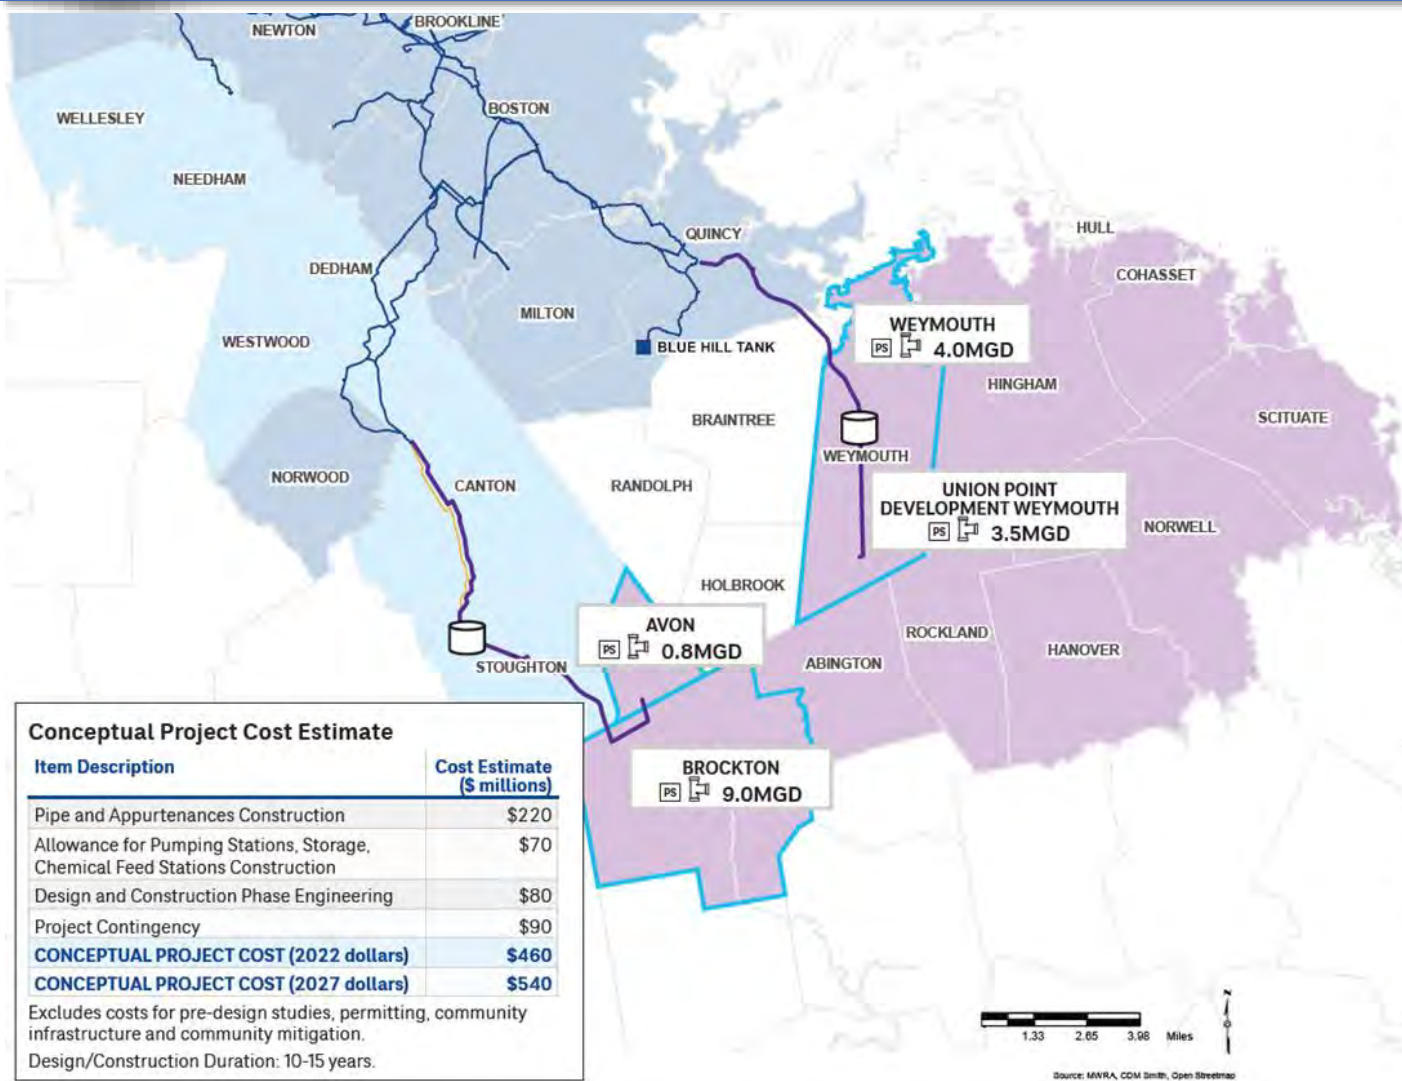 NEWTON
BROOKLINE
WELLESLEY
BOSTON
NEEDHAM
QUINCY
HULL
DEDHAM
COHASSET
MILTON
WEYMOUTH
PS 4.0MGD
WESTWOOD
BLUE HILL TANK
HINGHAM
BRAINTREE
SCITUATE
WEYMOUTH
NORWOOD
CANTON
RANDOLPH
UNION POINT
DEVELOPMENT WEYMOUTH
PS 3.5MGD
NORWELL
HOLBROOK
AVON
PS 0.8MGD
ROCKLAND
HANOVER
ABINGTON
STOUGHTON
BROCKTON
PS 9.0MGD
Conceptual Project Cost Estimate
Item Description Cost Estimate
($ millions)
Pipe and Appurtenances Construction $220
Allowance for Pumping Stations, Storage, $70
Chemical Feed Stations Construction
Design and Construction Phase Engineering $80
Project Contingency $90
CONCEPTUAL PROJECT COST (2022 dollars) $460
CONCEPTUAL PROJECT COST (2027 dollars) $540
Excludes costs for pre-design studies, permitting, community
infrastructure and community mitigation.
Design/Construction Duration: 10-15 years.
N
1.33 2.65 3.98 Miles
Source: MWRA, CDM Smith, Open Streetmap